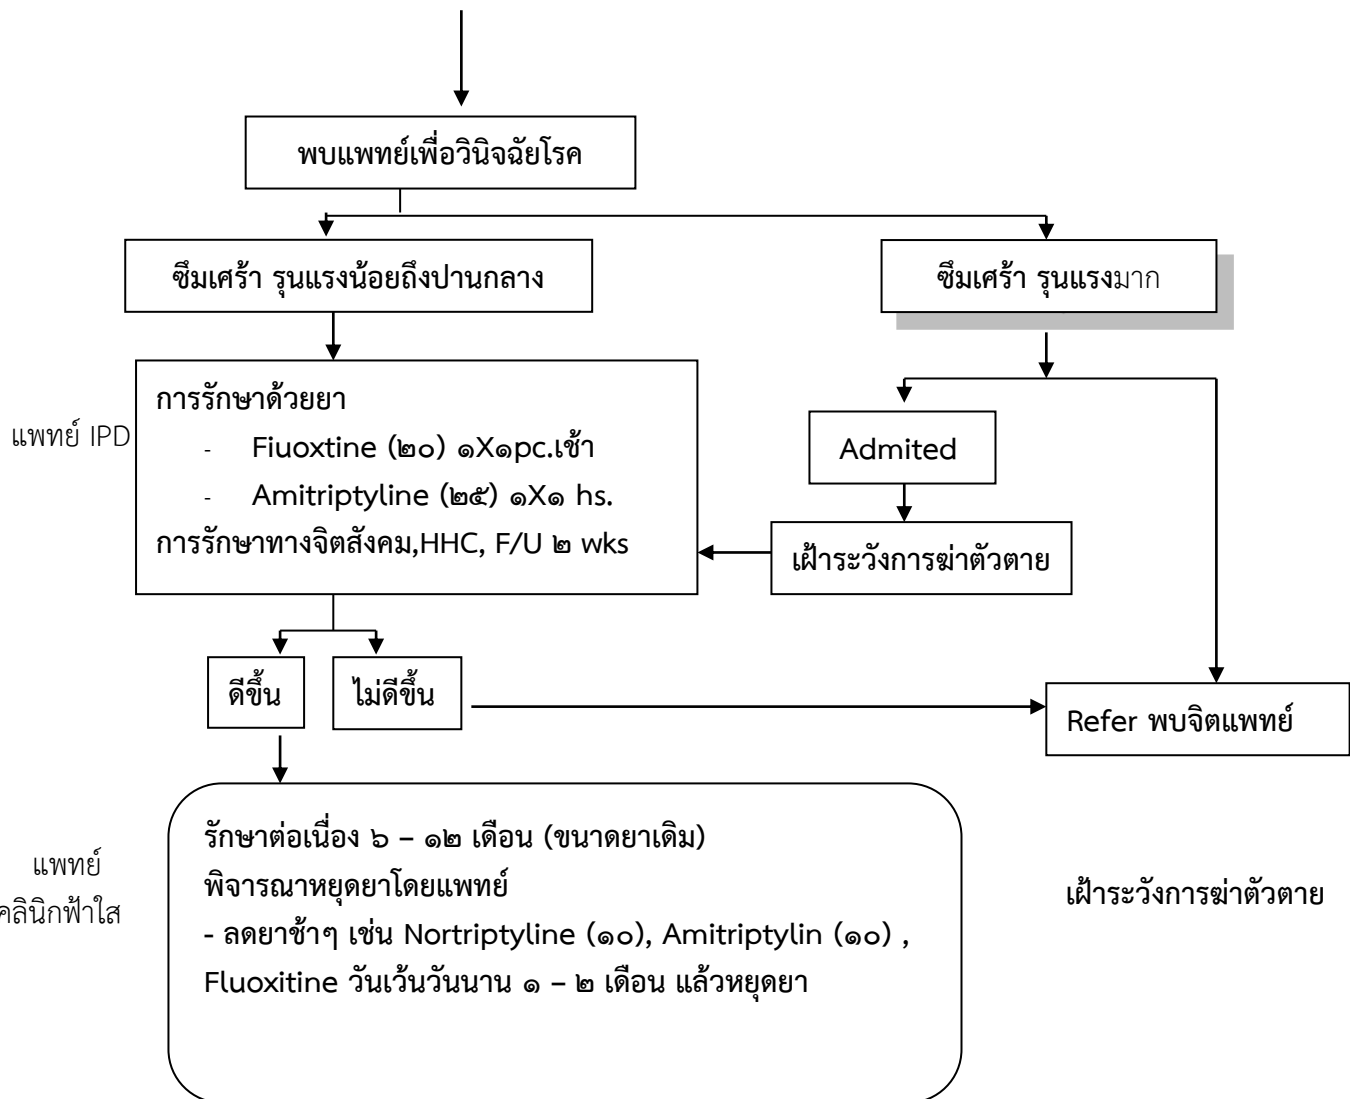 พบแพทย์เพื่อวินิจฉัยโรค
ซึมเศร้า รุนแรงน้อยถึงปานกลาง
ซึมเศร้า รุนแรงมาก
แพทย์ IPD
การรักษาด้วยยา
- Fiuoxtine (๒๐) ๑X๑pc.เช้า
- Amitriptyline (๒๕) ๑X๑ hs.
การรักษาทางจิตสังคม,HHC, F/U ๒ wks
Admited
เฝ้าระวังการฆ่าตัวตาย
ดีขึ้น
ไม่ดีขึ้น
Refer พบจิตแพทย์
แพทย์
คลินิกฟ้าใส
รักษาต่อเนื่อง ๖ – ๑๒ เดือน (ขนาดยาเดิม)
พิจารณาหยุดยาโดยแพทย์
- ลดยาช้าๆ เช่น Nortriptyline (๑๐), Amitriptylin (๑๐) ,
Fluoxitine วันเว้นวันนาน ๑ – ๒ เดือน แล้วหยุดยา
เฝ้าระวังการฆ่าตัวตาย